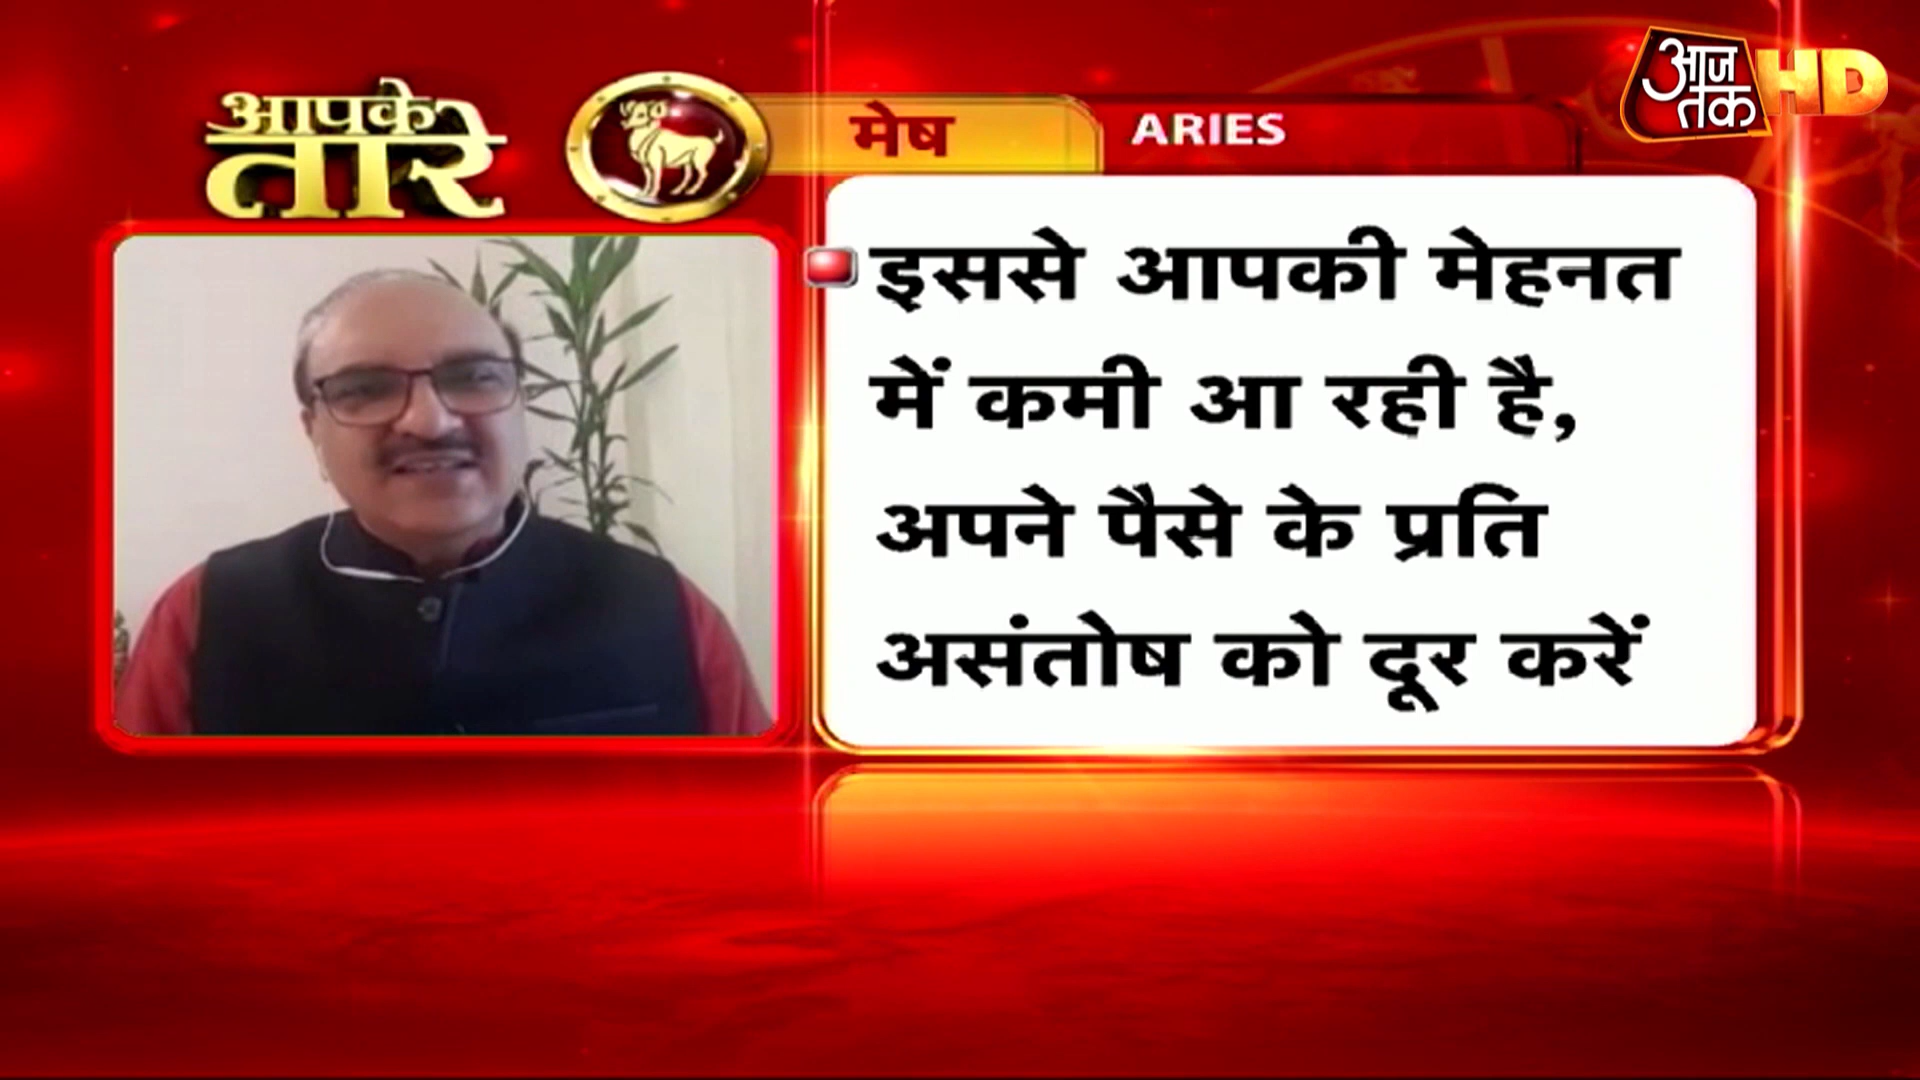 आपके
तारे
मेष
ARIES
आज
तक
HD
इससे आपकी मेहनत
में कमी आ रही है,
अपने पैसे के प्रति
असंतोष को दूर करें